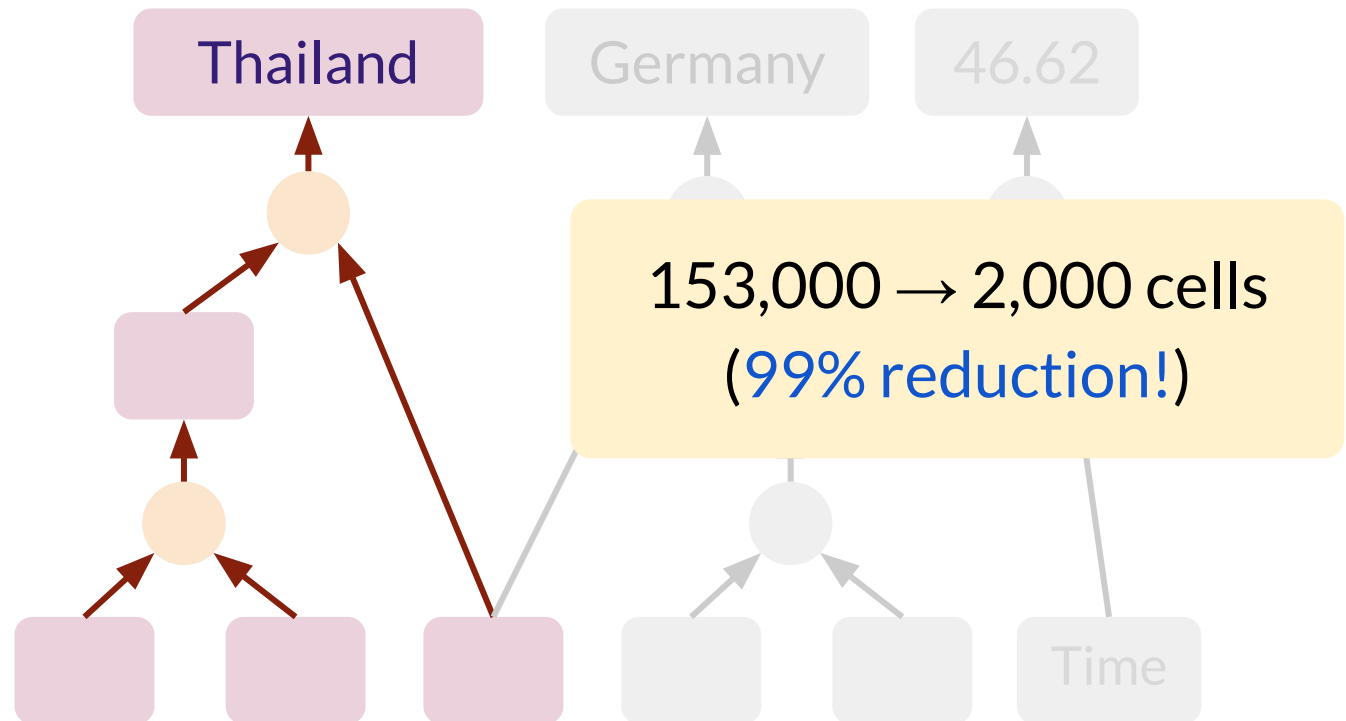 Thailand
Germany
46.62
153,000 → 2,000 cells
(99% reduction!)
Time